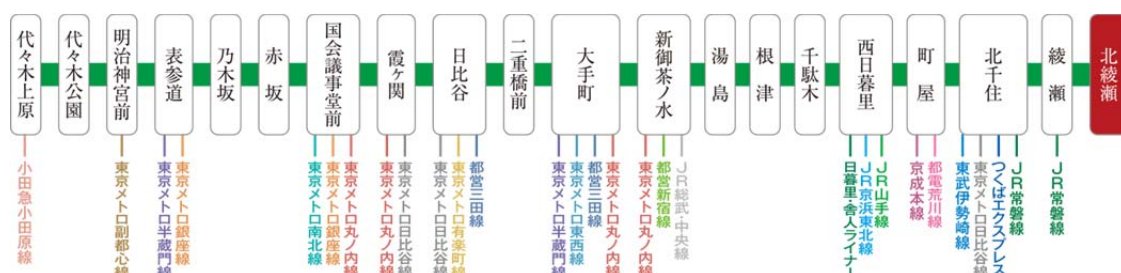 代々木上原
代々木公園
明治神宮前
表参道
乃木坂
赤坂
国会議事堂前
霞ケ関
日比谷
二重橋前
大手町
新御茶ノ水
湯島
根津
千駄木
西日暮里
町屋
北千住
綾瀬
北綾瀬
小田急小田原線
東京メトロ副都心線
東京メトロ半蔵門線
東京メトロ銀座線
東京メトロ南北線
東京メトロ銀座線
東京メトロ丸ノ内線
東京メトロ丸ノ内線
東京メトロ日比谷線
東京メトロ日比谷線
東京メトロ有楽町線
都営三田線
東京メトロ半蔵門線
東京メトロ東西線
都営三田線
東京メトロ丸ノ内線
東京メトロ丸ノ内線
都営新宿線
JR総武・中央線
日暮里・舎人ライナー
JR京浜東北線
JR山手線
京成本線
都電荒川線
東武伊勢崎線
東京メトロ日比谷線
つくばエクスプレス
JR常磐線
JR常磐線